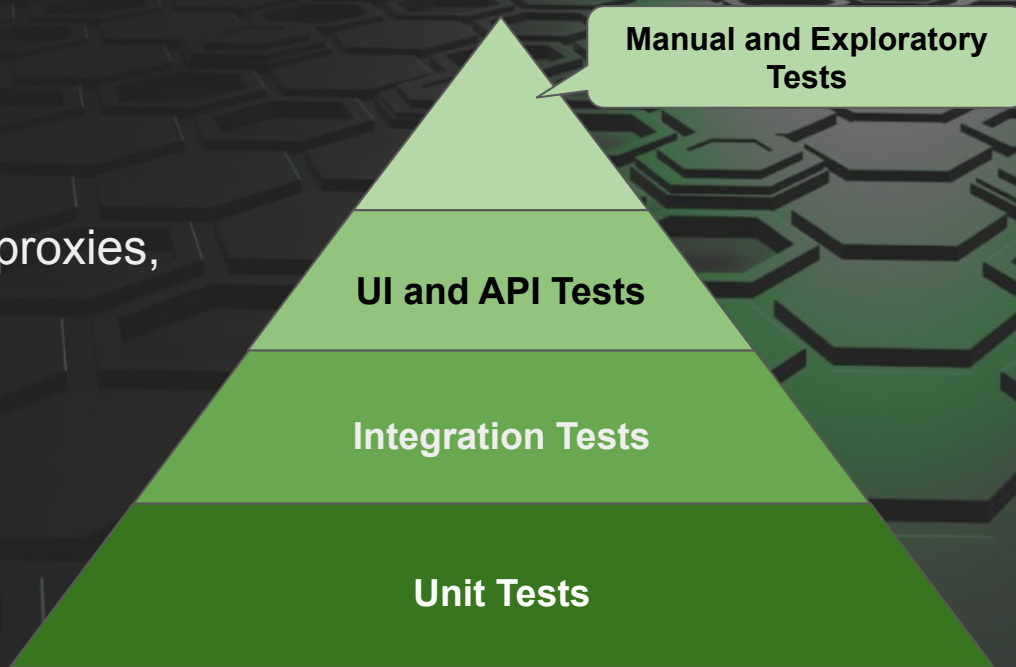 Manual and Exploratory
Tests
proxies,
UI and API Tests
Integration Tests
Unit Tests